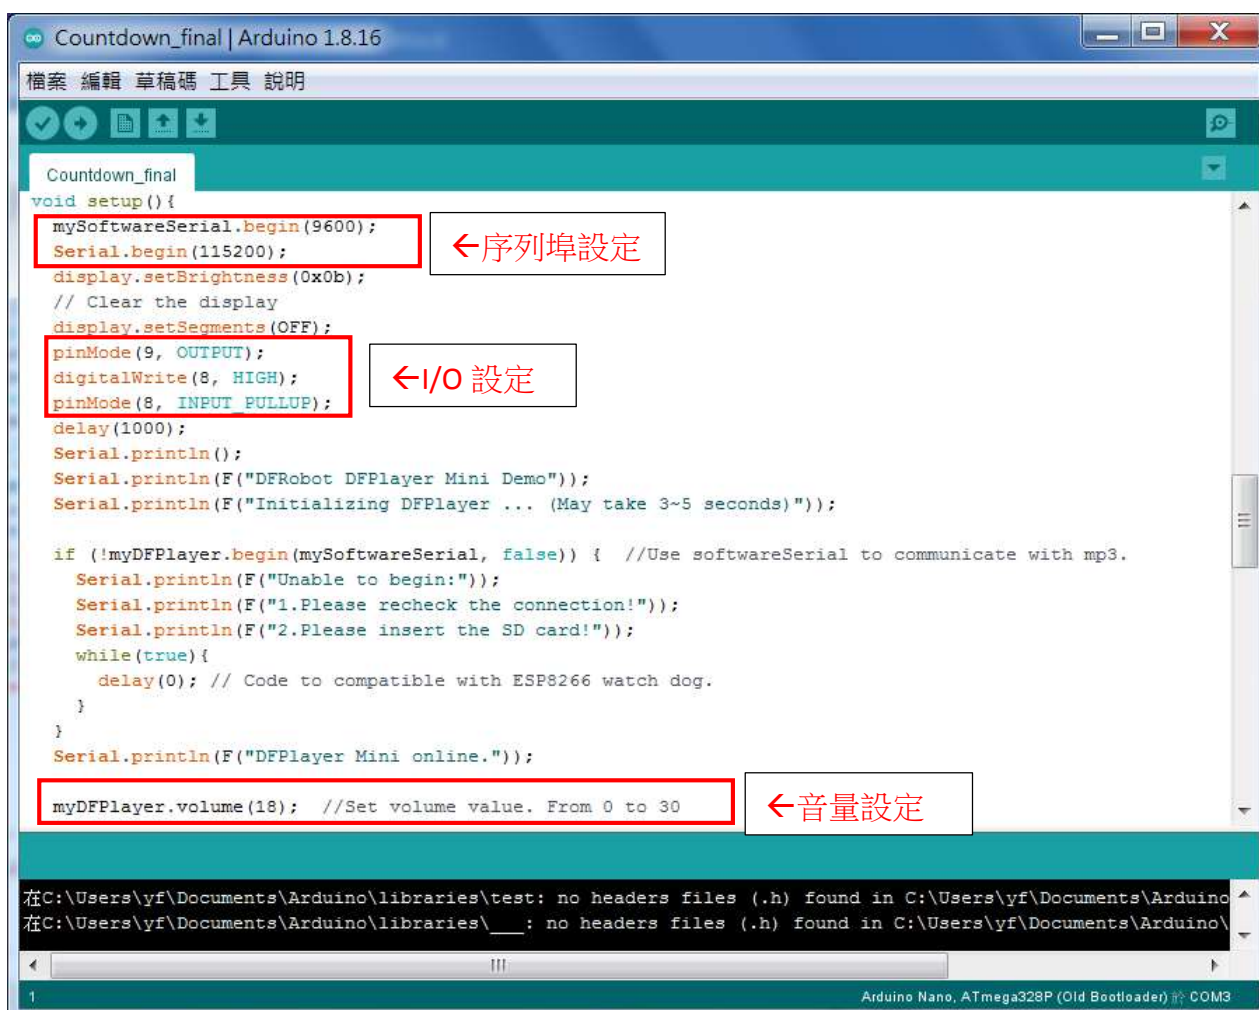 Countdown_final | Arduino 1.8.16
檔案 編輯 草稿碼 工具 說明
Countdown_final
void setup(){
mySoftwareSerial.begin(9600);
Serial.begin(115200);
←序列埠設定
display.setBrightness(0x0b);
// Clear the display
display.setSegments(OFF);
pinMode(9, OUTPUT);
digitalWrite(8, HIGH);
←I/O 設定
pinMode(8, INPUT_PULLUP);
delay(1000);
Serial.println();
Serial.println(F("DFRobot DFPlayer Mini Demo"));
Serial.println(F("Initializing DFPlayer ... (May take 3~5 seconds)"));
if (!myDFPlayer.begin(mySoftwareSerial, false)) {  //Use softwareSerial to communicate with mp3.
Serial.println(F("Unable to begin:"));
Serial.println(F("1.Please recheck the connection!"));
Serial.println(F("2.Please insert the SD card!"));
while(true){
delay(0); // Code to compatible with ESP8266 watch dog.
}
}
Serial.println(F("DFPlayer Mini online."));
myDFPlayer.volume(18);  //Set volume value. From 0 to 30
←音量設定
在C:\Users\yf\Documents\Arduino\libraries\test: no headers files (.h) found in C:\Users\yf\Documents\Arduino
在C:\Users\yf\Documents\Arduino\libraries\___: no headers files (.h) found in C:\Users\yf\Documents\Arduino\
1
Arduino Nano, ATmega328P (Old Bootloader) 於 COM3